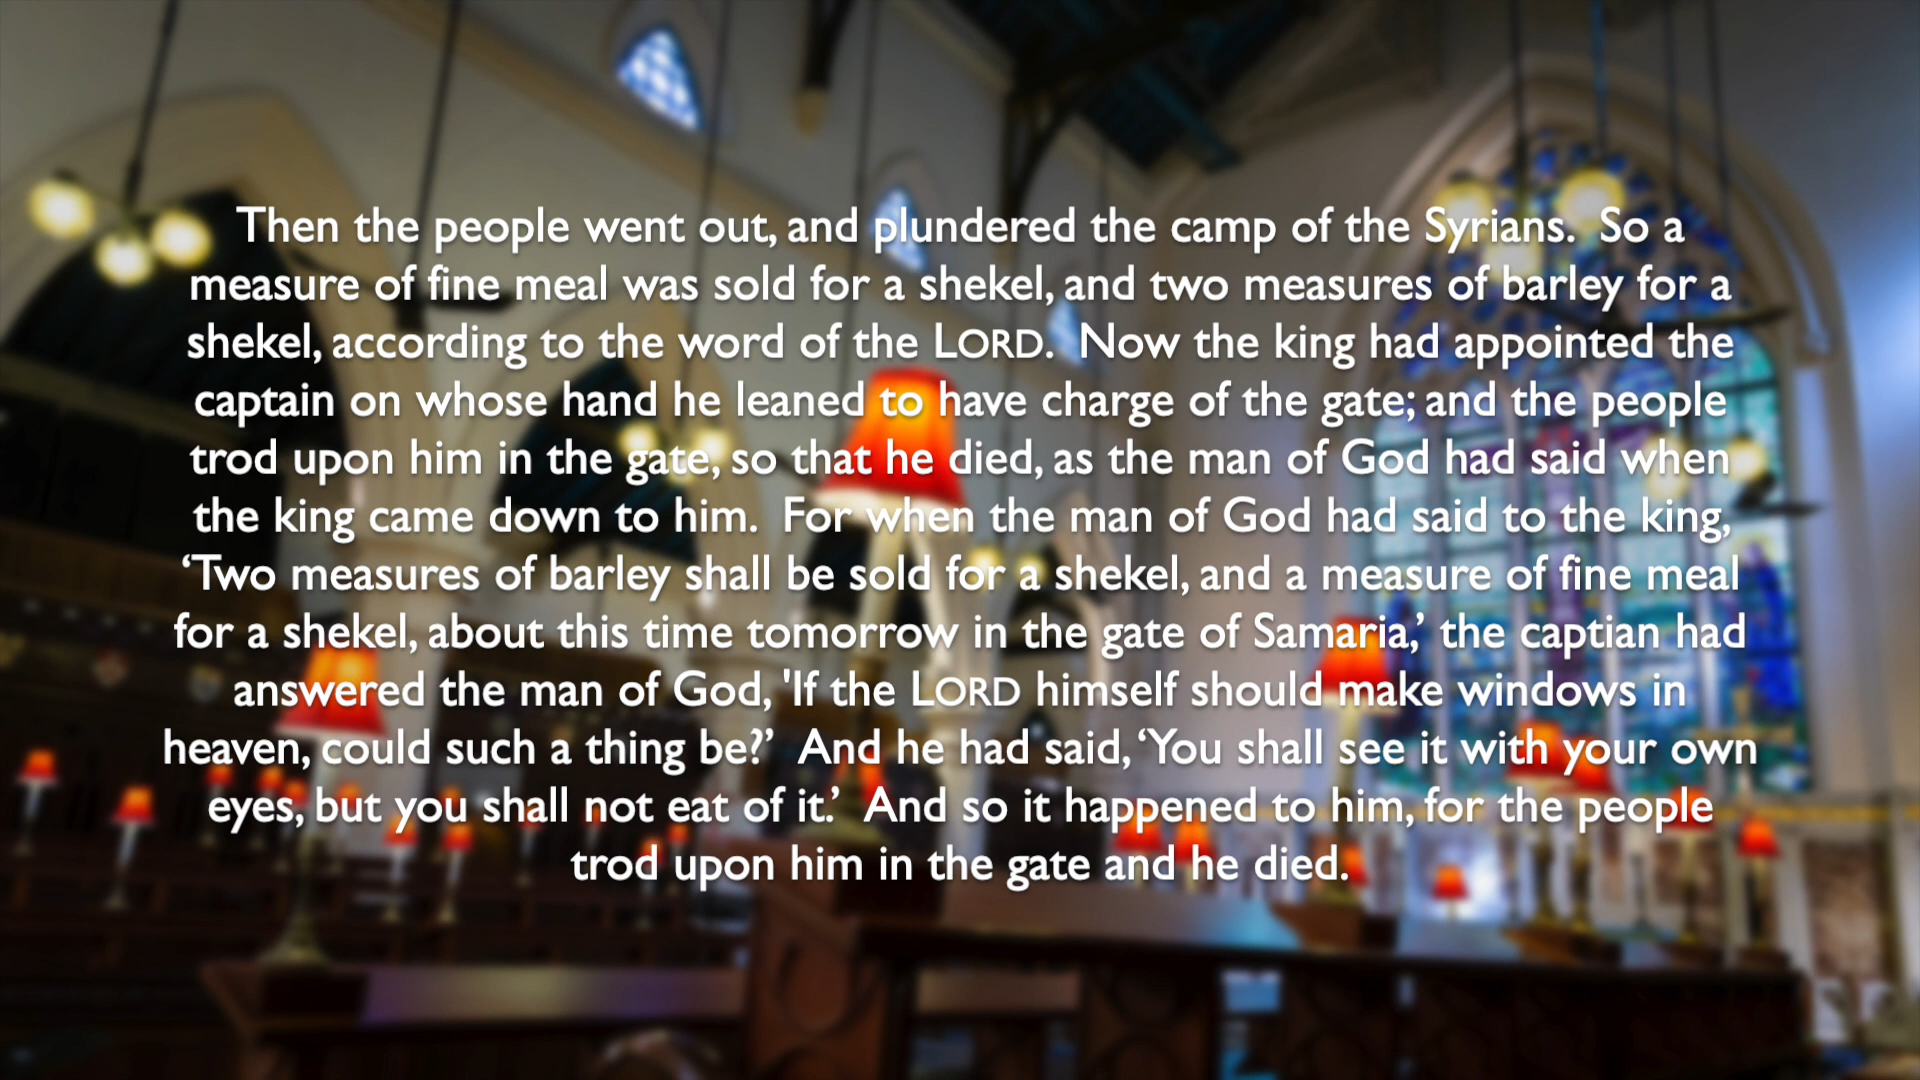 Then the people went out, and plundered the camp of the Syrians.  So a
measure of fine meal was sold for a shekel, and two measures of barley for a
shekel, according to the word of the LORD.  Now the king had appointed the
captain on whose hand he leaned to have charge of the gate; and the people
trod upon him in the gate, so that he died, as the man of God had said when
the king came down to him.  For when the man of God had said to the king,
‘Two measures of barley shall be sold for a shekel, and a measure of fine meal
for a shekel, about this time tomorrow in the gate of Samaria,’ the captian had
answered the man of God, 'If the LORD himself should make windows in
heaven, could such a thing be?’  And he had said, ‘You shall see it with your own
eyes, but you shall not eat of it.’  And so it happened to him, for the people
trod upon him in the gate and he died.